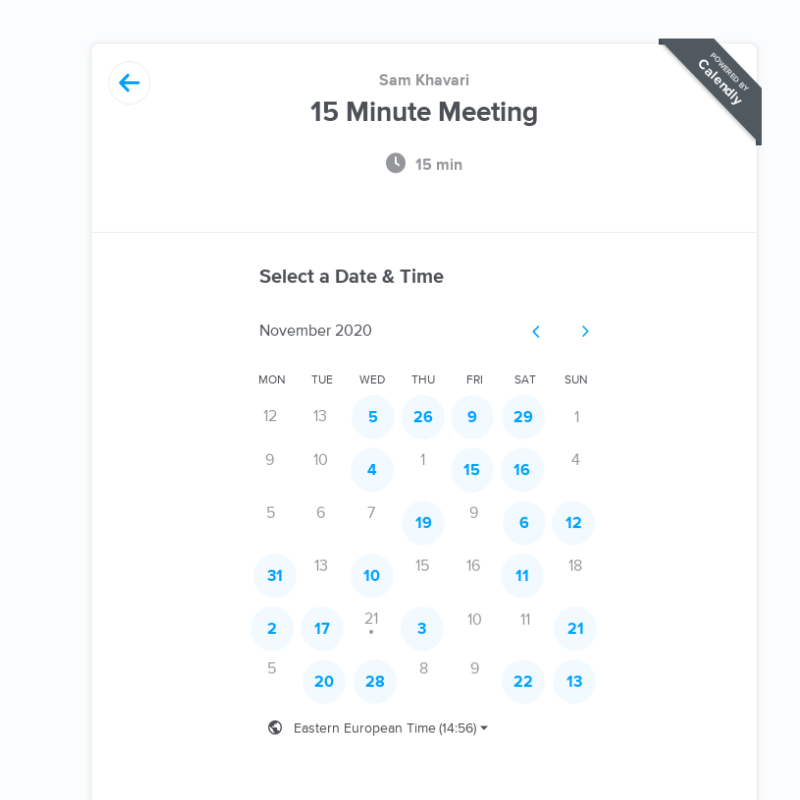 POWERED BY
Calendly
Sam Khavari
15 Minute Meeting
15 min
Select a Date & Time
November 2020
MON TUE WED THU FRI SAT SUN
12 13 5 26 9 29 1
9 10 4 1 15 16 4
5 6 7 19 9 6 12
31 13 10 15 16 11 18
2 17 21 3 10 11 21
5 20 28 8 9 22 13
Eastern European Time (14:56)